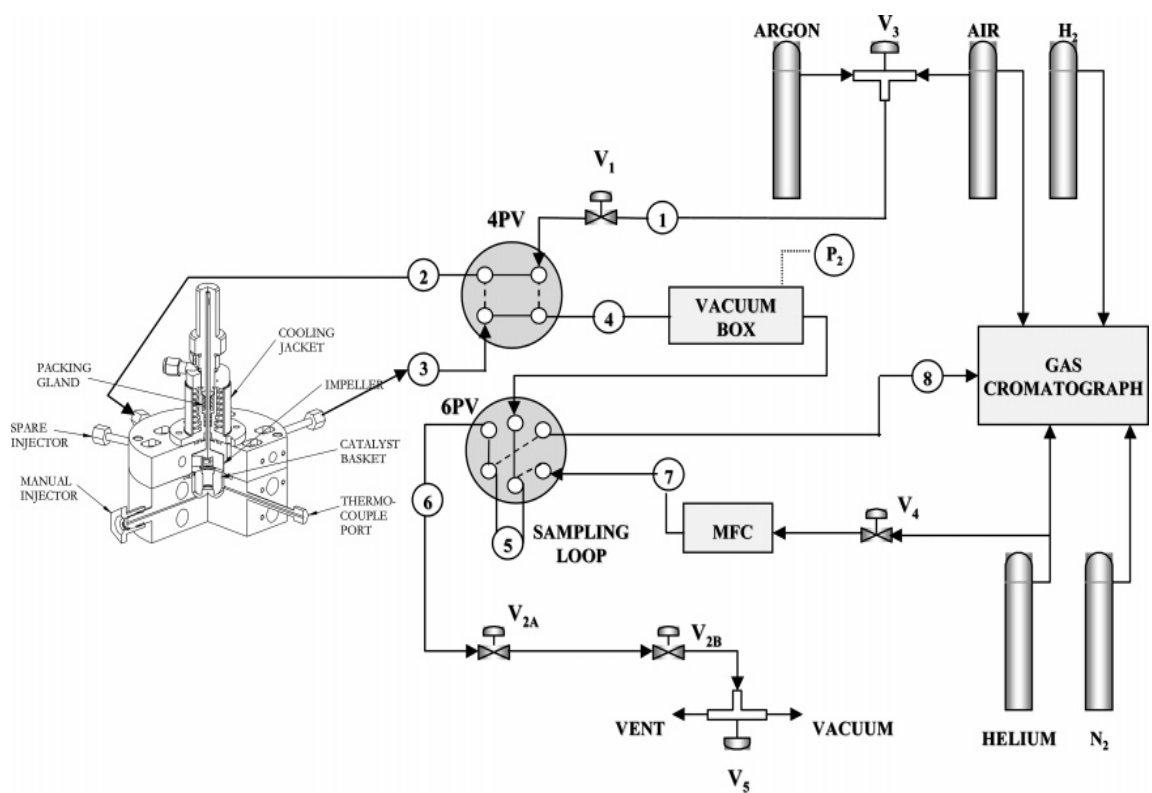 ARGON
V3
AIR
H2
V1
1
4PV
2
P2
4
VACUUM
BOX
COOLING
JACKET
PACKING
GLAND
IMPELLER
3
8
GAS
CROMATOGRAPH
6PV
SPARE
INJECTOR
CATALYST
BASKET
MANUAL
INJECTOR
THERMO-
COUPLE
PORT
6
7
V4
5
SAMPLING
LOOP
MFC
V2A
V2B
VENT
VACUUM
V5
HELIUM
N2